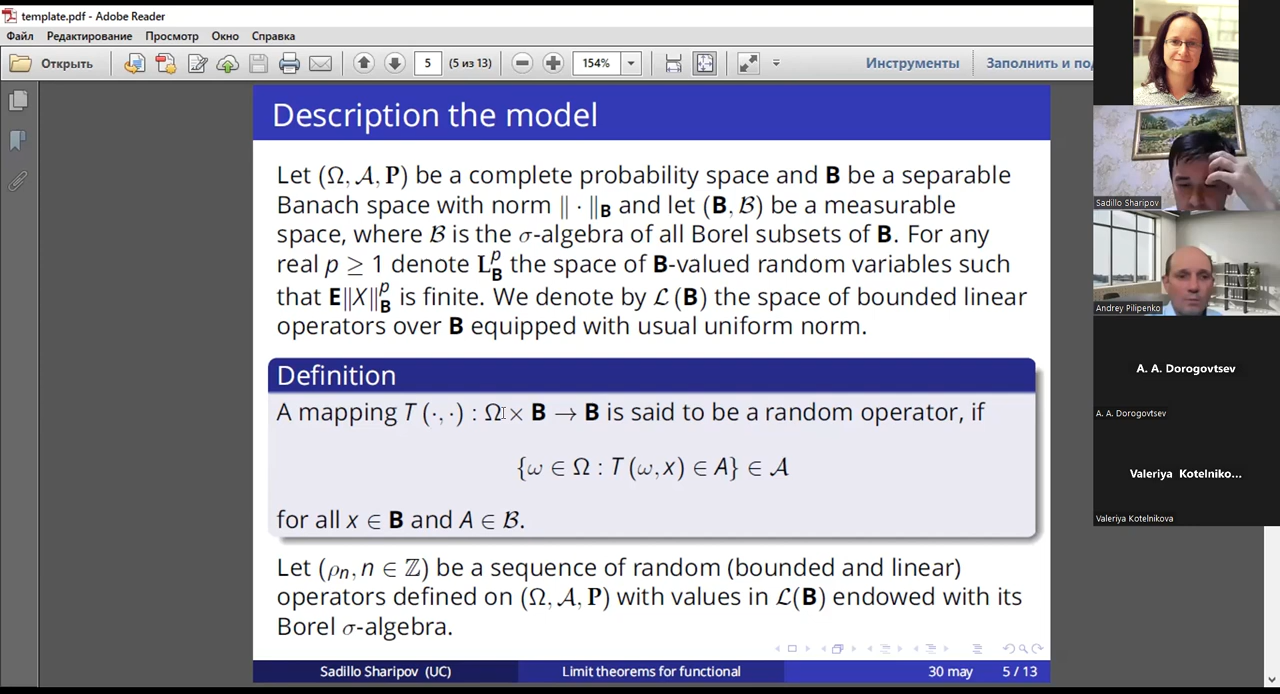 template.pdf - Adobe Reader
Файл Редактирование Просмотр Окно Справка
Открыть 5 (5 из 13) 154% Инструменты Заполнить и под
Description the model
Let (Ω, 𝒜, P) be a complete probability space and B be a separable
Banach space with norm ‖ · ‖_B and let (B, ℬ) be a measurable
space, where ℬ is the σ-algebra of all Borel subsets of B. For any
real p ≥ 1 denote L_B^p the space of B-valued random variables such
that E‖X‖_B^p is finite. We denote by ℒ (B) the space of bounded linear
operators over B equipped with usual uniform norm.
Definition
A mapping T (·, ·) : Ω × B → B is said to be a random operator, if
{ω ∈ Ω : T (ω, x) ∈ A} ∈ 𝒜
for all x ∈ B and A ∈ ℬ.
Let (ρ_n, n ∈ ℤ) be a sequence of random (bounded and linear)
operators defined on (Ω, 𝒜, P) with values in ℒ(B) endowed with its
Borel σ-algebra.
Sadillo Sharipov (UC) Limit theorems for functional 30 may 5 / 13
Sadillo Sharipov
Andrey Pilipenko
A. A. Dorogovtsev
A. A. Dorogovtsev
Valeriya Kotelniko...
Valeriya Kotelnikova